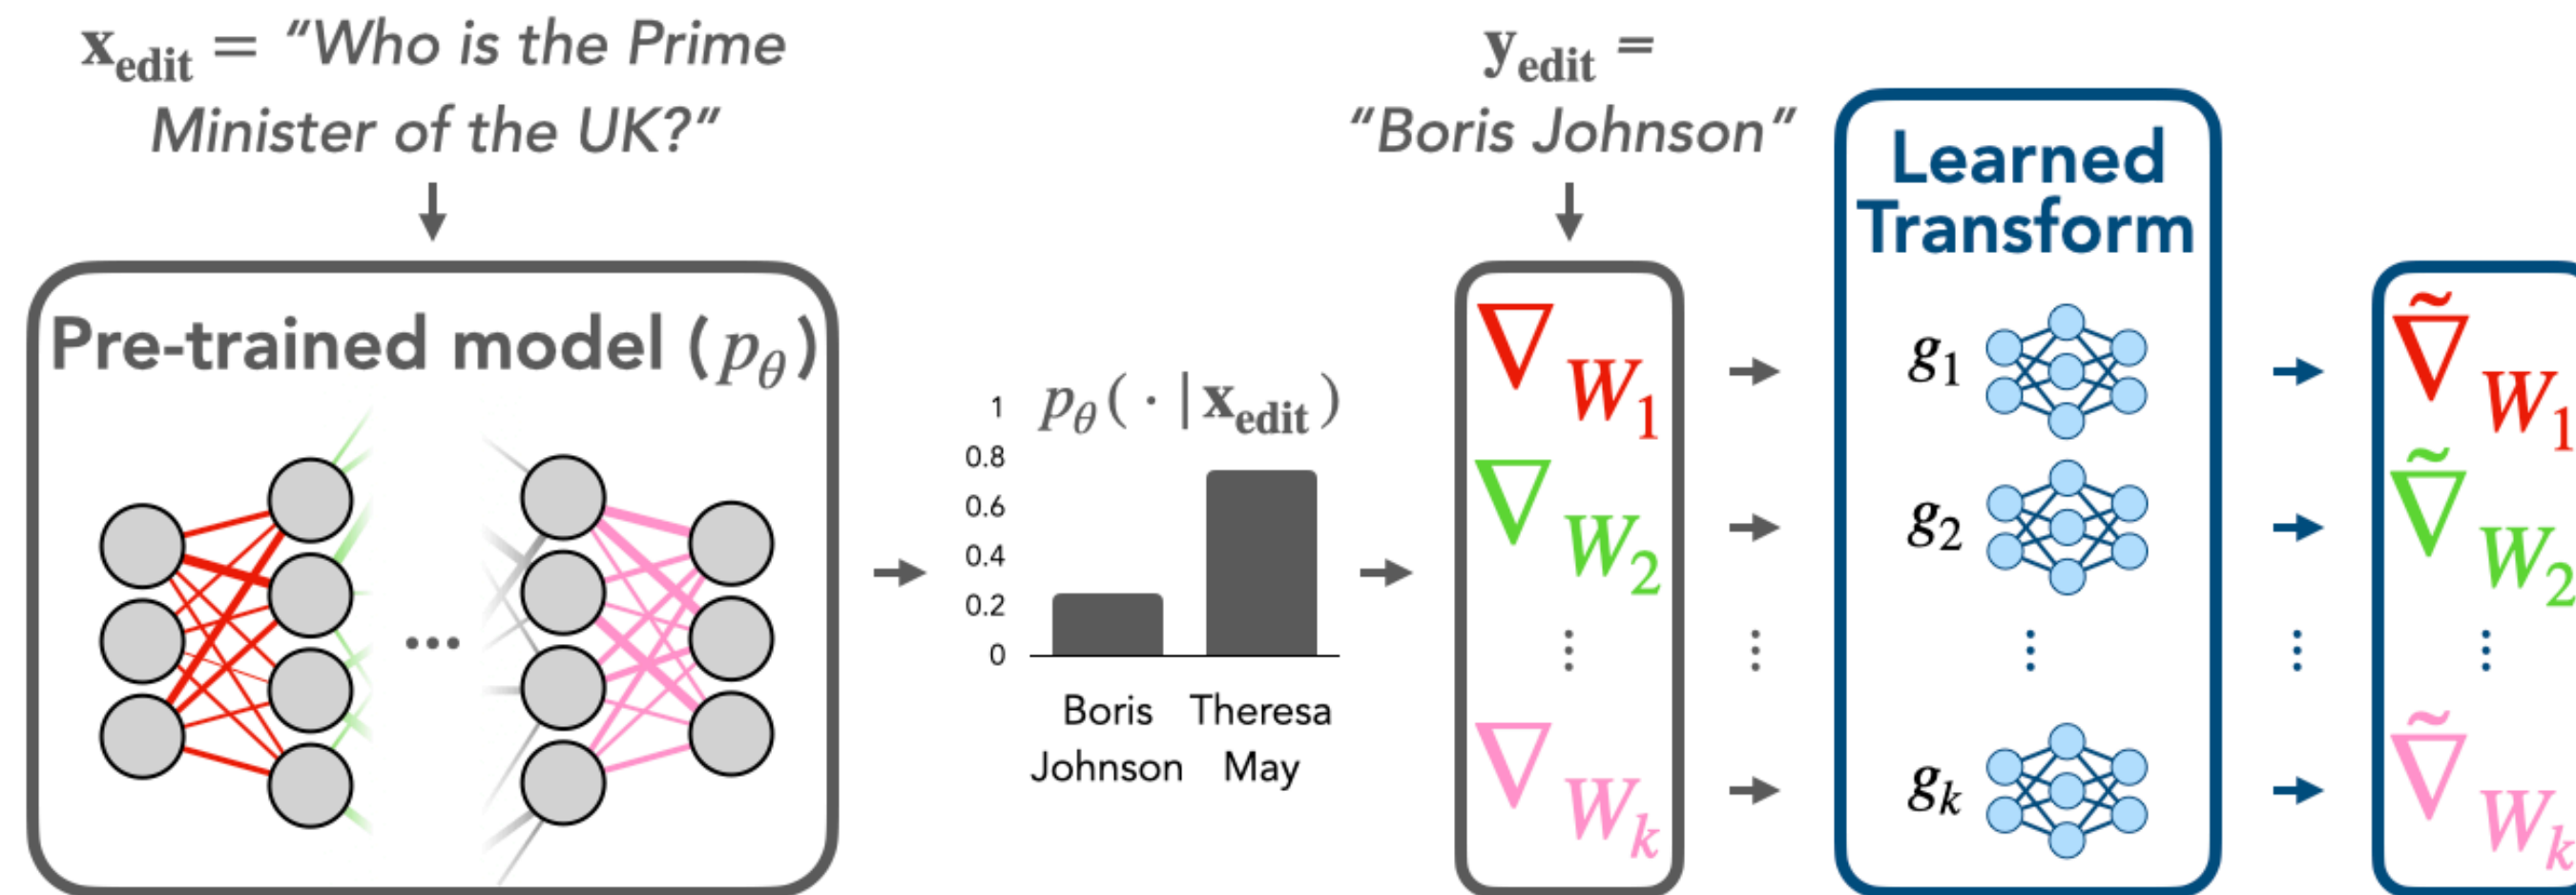 x_edit = "Who is the Prime
Minister of the UK?"
Pre-trained model (p_θ)
p_θ( · | x_edit )
1
0.8
0.6
0.4
0.2
0
Boris Johnson
Theresa May
y_edit =
"Boris Johnson"
∇_{W_1}
∇_{W_2}
⋮
∇_{W_k}
Learned
Transform
g_1
g_2
⋮
g_k
∇̃_{W_1}
∇̃_{W_2}
⋮
∇̃_{W_k}